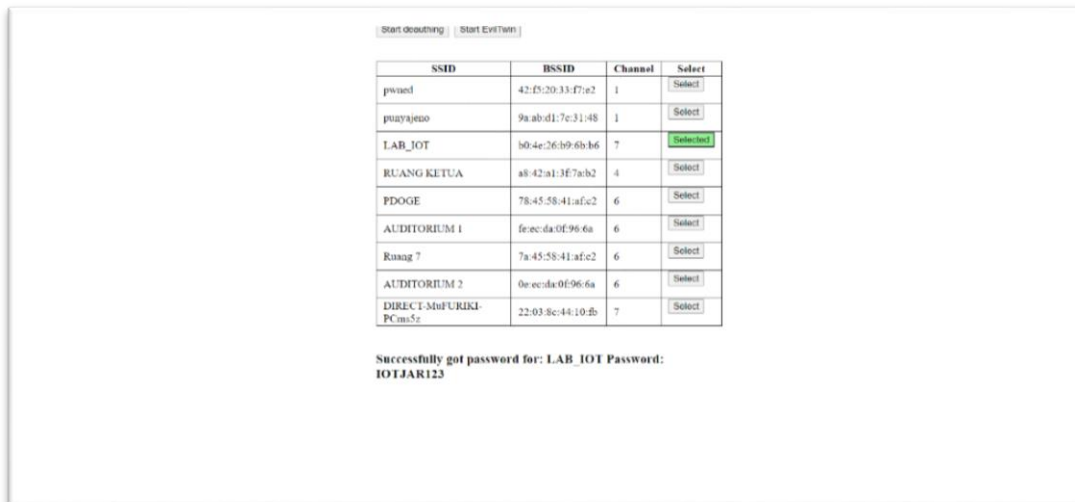 Start deauthing Start EvilTwin
SSID BSSID Channel Select
pwned 42:f5:20:33:f7:e2 1 Select
punyajeno 9a:ab:d1:7c:31:48 1 Select
LAB_IOT b0:4e:26:b9:6b:b6 7 Selected
RUANG KETUA a8:42:a1:3f:7a:b2 4 Select
PDOGE 78:45:58:41:af:c2 6 Select
AUDITORIUM 1 fe:ec:da:0f:96:6a 6 Select
Ruang 7 7a:45:58:41:af:c2 6 Select
AUDITORIUM 2 0e:ec:da:0f:96:6a 6 Select
DIRECT-MuFURIKI-
PCms5z 22:03:8c:44:10:fb 7 Select
Successfully got password for: LAB_IOT Password:
IOTJAR123